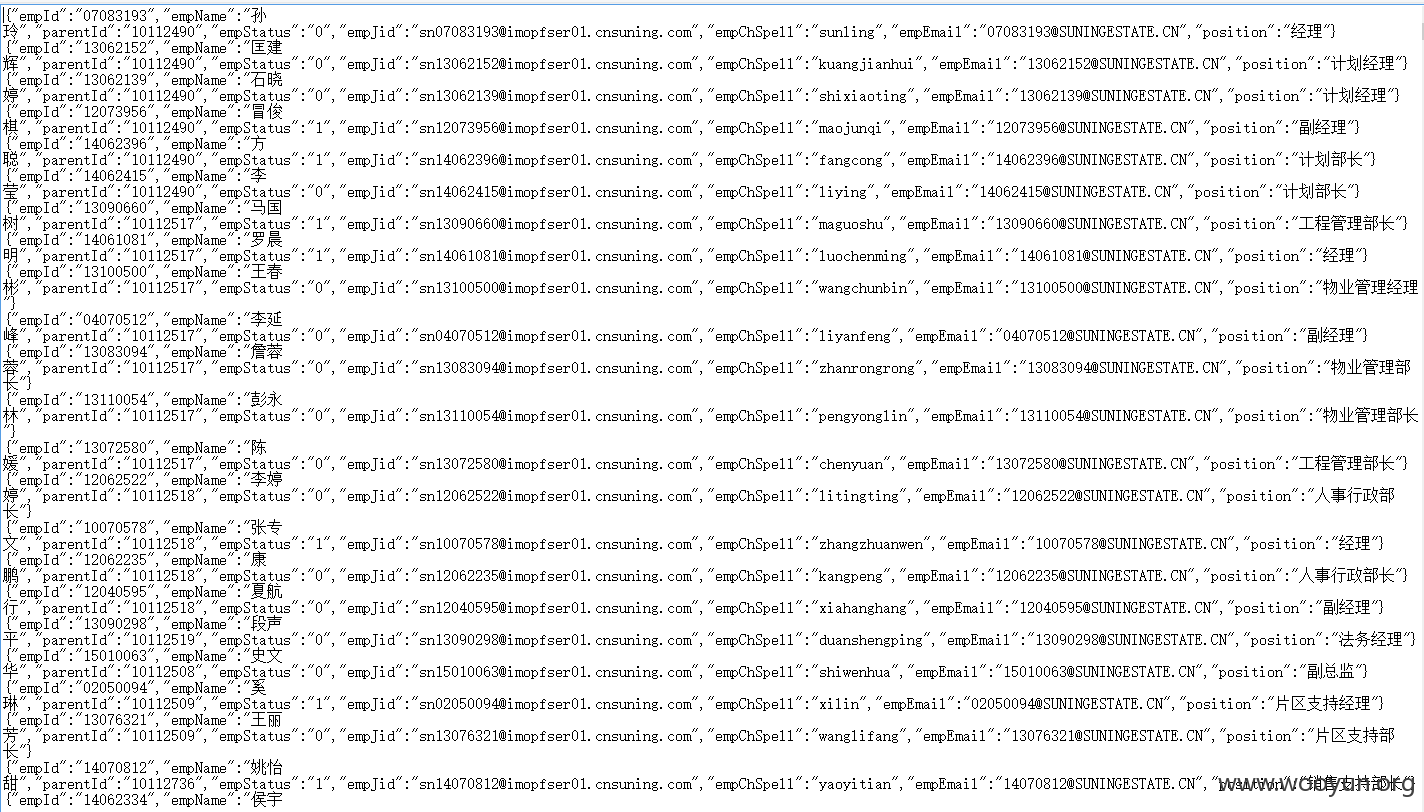 {"empId":"07083193","empName":"孙
玲","parentId":"10112490","empStatus":"0","empJid":"sn07083193@imopfser01.cnsuning.com","empChSpell":"sunling","empEmail":"07083193@SUNINGESTATE.CN","position":"经理"}
{"empId":"13062152","empName":"匡建
辉","parentId":"10112490","empStatus":"0","empJid":"sn13062152@imopfser01.cnsuning.com","empChSpell":"kuangjianhui","empEmail":"13062152@SUNINGESTATE.CN","position":"计划经理"}
{"empId":"13062139","empName":"石晓
婷","parentId":"10112490","empStatus":"0","empJid":"sn13062139@imopfser01.cnsuning.com","empChSpell":"shixiaoting","empEmail":"13062139@SUNINGESTATE.CN","position":"计划经理"}
{"empId":"12073956","empName":"冒俊
棋","parentId":"10112490","empStatus":"1","empJid":"sn12073956@imopfser01.cnsuning.com","empChSpell":"maojunqi","empEmail":"12073956@SUNINGESTATE.CN","position":"副经理"}
{"empId":"14062396","empName":"方
聪","parentId":"10112490","empStatus":"1","empJid":"sn14062396@imopfser01.cnsuning.com","empChSpell":"fangcong","empEmail":"14062396@SUNINGESTATE.CN","position":"计划部长"}
{"empId":"14062415","empName":"李
莹","parentId":"10112490","empStatus":"0","empJid":"sn14062415@imopfser01.cnsuning.com","empChSpell":"liying","empEmail":"14062415@SUNINGESTATE.CN","position":"计划部长"}
{"empId":"13090660","empName":"马国
树","parentId":"10112517","empStatus":"1","empJid":"sn13090660@imopfser01.cnsuning.com","empChSpell":"maguoshu","empEmail":"13090660@SUNINGESTATE.CN","position":"工程管理部长"}
{"empId":"14061081","empName":"罗晨
明","parentId":"10112517","empStatus":"1","empJid":"sn14061081@imopfser01.cnsuning.com","empChSpell":"luochenming","empEmail":"14061081@SUNINGESTATE.CN","position":"经理"}
{"empId":"13100500","empName":"王春
彬","parentId":"10112517","empStatus":"0","empJid":"sn13100500@imopfser01.cnsuning.com","empChSpell":"wangchunbin","empEmail":"13100500@SUNINGESTATE.CN","position":"物业管理经理
"}
{"empId":"04070512","empName":"李延
峰","parentId":"10112517","empStatus":"0","empJid":"sn04070512@imopfser01.cnsuning.com","empChSpell":"liyanfeng","empEmail":"04070512@SUNINGESTATE.CN","position":"副经理"}
{"empId":"13083094","empName":"詹蓉
蓉","parentId":"10112517","empStatus":"0","empJid":"sn13083094@imopfser01.cnsuning.com","empChSpell":"zhanrongrong","empEmail":"13083094@SUNINGESTATE.CN","position":"物业管理部
长"}
{"empId":"13110054","empName":"彭永
林","parentId":"10112517","empStatus":"0","empJid":"sn13110054@imopfser01.cnsuning.com","empChSpell":"pengyonglin","empEmail":"13110054@SUNINGESTATE.CN","position":"物业管理部长
"}
{"empId":"13072580","empName":"陈
媛","parentId":"10112517","empStatus":"0","empJid":"sn13072580@imopfser01.cnsuning.com","empChSpell":"chenyuan","empEmail":"13072580@SUNINGESTATE.CN","position":"工程管理部长"}
{"empId":"12062522","empName":"李婷
婷","parentId":"10112518","empStatus":"0","empJid":"sn12062522@imopfser01.cnsuning.com","empChSpell":"litingting","empEmail":"12062522@SUNINGESTATE.CN","position":"人事行政部
长"}
{"empId":"10070578","empName":"张专
文","parentId":"10112518","empStatus":"1","empJid":"sn10070578@imopfser01.cnsuning.com","empChSpell":"zhangzhuanwen","empEmail":"10070578@SUNINGESTATE.CN","position":"经理"}
{"empId":"12062235","empName":"康
鹏","parentId":"10112518","empStatus":"0","empJid":"sn12062235@imopfser01.cnsuning.com","empChSpell":"kangpeng","empEmail":"12062235@SUNINGESTATE.CN","position":"人事行政部长"}
{"empId":"12040595","empName":"夏航
行","parentId":"10112518","empStatus":"0","empJid":"sn12040595@imopfser01.cnsuning.com","empChSpell":"xiahanghang","empEmail":"12040595@SUNINGESTATE.CN","position":"副经理"}
{"empId":"13090298","empName":"段声
平","parentId":"10112519","empStatus":"0","empJid":"sn13090298@imopfser01.cnsuning.com","empChSpell":"duanshengping","empEmail":"13090298@SUNINGESTATE.CN","position":"法务经理"}
{"empId":"15010063","empName":"史文
华","parentId":"10112508","empStatus":"0","empJid":"sn15010063@imopfser01.cnsuning.com","empChSpell":"shiwenhua","empEmail":"15010063@SUNINGESTATE.CN","position":"副总监"}
{"empId":"02050094","empName":"奚
琳","parentId":"10112509","empStatus":"1","empJid":"sn02050094@imopfser01.cnsuning.com","empChSpell":"xilin","empEmail":"02050094@SUNINGESTATE.CN","position":"片区支持经理"}
{"empId":"13076321","empName":"王丽
芳","parentId":"10112509","empStatus":"0","empJid":"sn13076321@imopfser01.cnsuning.com","empChSpell":"wanglifang","empEmail":"13076321@SUNINGESTATE.CN","position":"片区支持部
长"}
{"empId":"14070812","empName":"姚怡
甜","parentId":"10112736","empStatus":"1","empJid":"sn14070812@imopfser01.cnsuning.com","empChSpell":"yaoyitian","empEmail":"14070812@SUNINGESTATE.CN","position":"销售支持部长"}
{"empId":"14062334","empName":"侯宇
www.wooyun.org